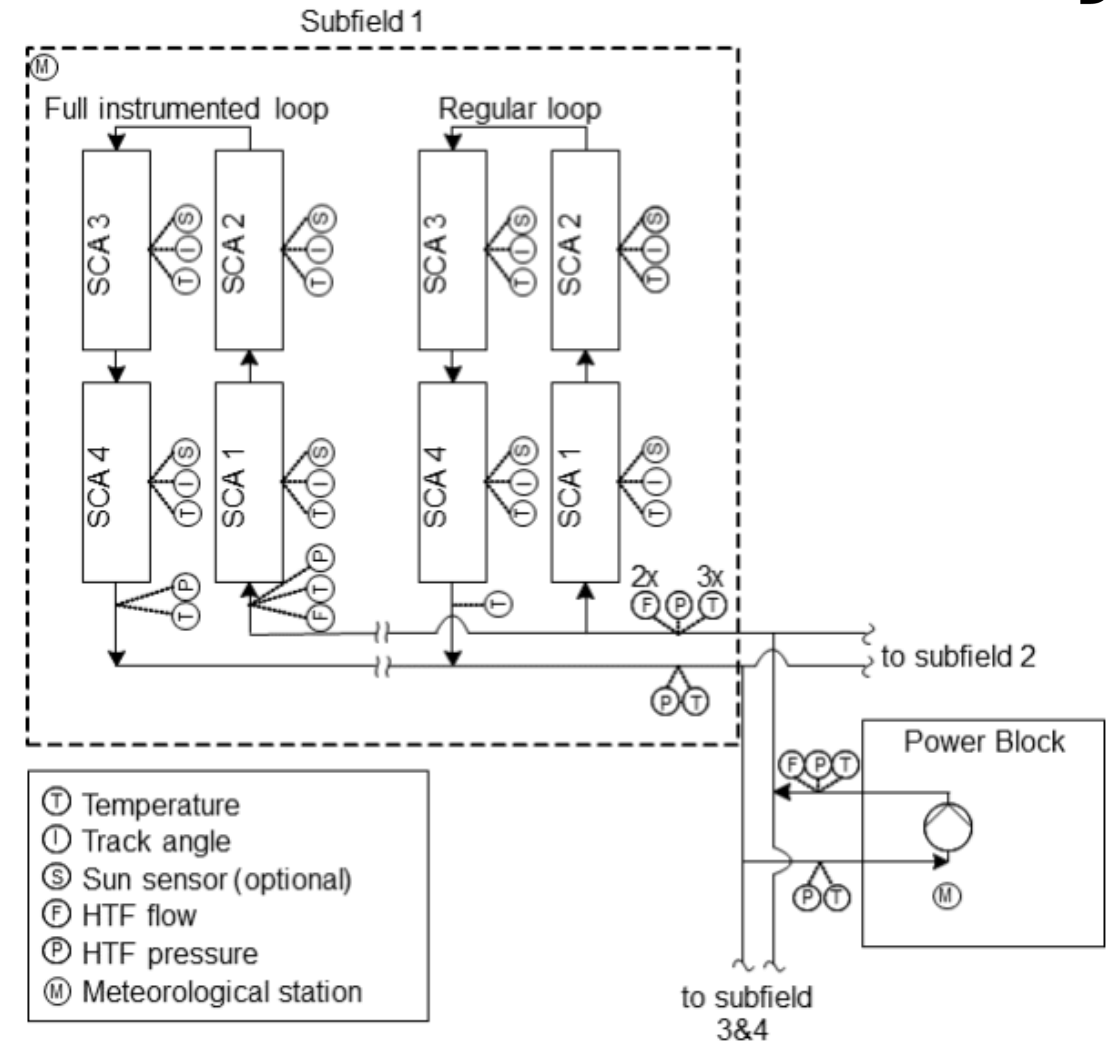 Subfield 1
M
Full instrumented loop
Regular loop
SCA 3
S
I
T
SCA 2
S
I
T
SCA 3
S
I
T
SCA 2
S
I
T
SCA 4
S
I
T
SCA 1
S
I
T
SCA 4
S
I
T
SCA 1
S
I
T
P
T
P
T
F
T
2x 3x
F P T
to subfield 2
P T
Power Block
F P T
P T
M
T Temperature
I Track angle
S Sun sensor (optional)
F HTF flow
P HTF pressure
M Meteorological station
to subfield
3&4